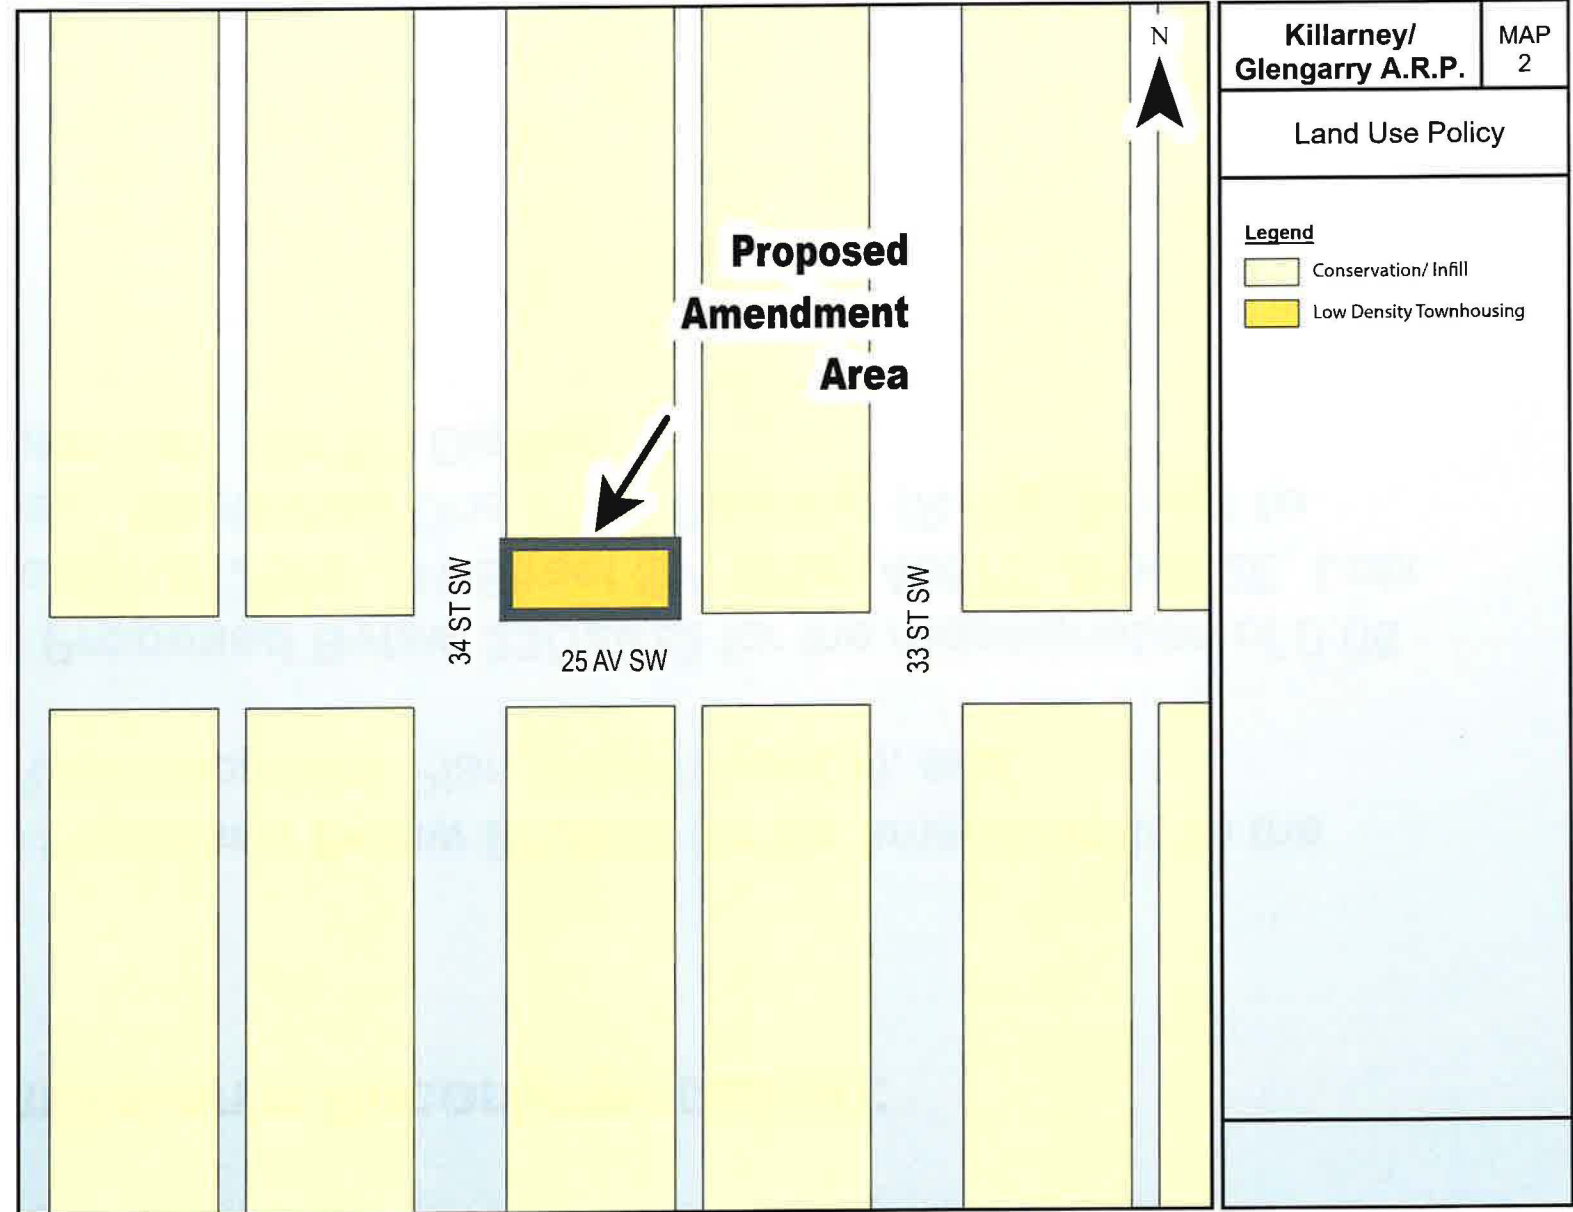 Killarney/
Glengarry A.R.P.
MAP
2
Land Use Policy
Legend
Conservation/ Infill
Low Density Townhousing
N
Proposed
Amendment
Area
34 ST SW
25 AV SW
33 ST SW